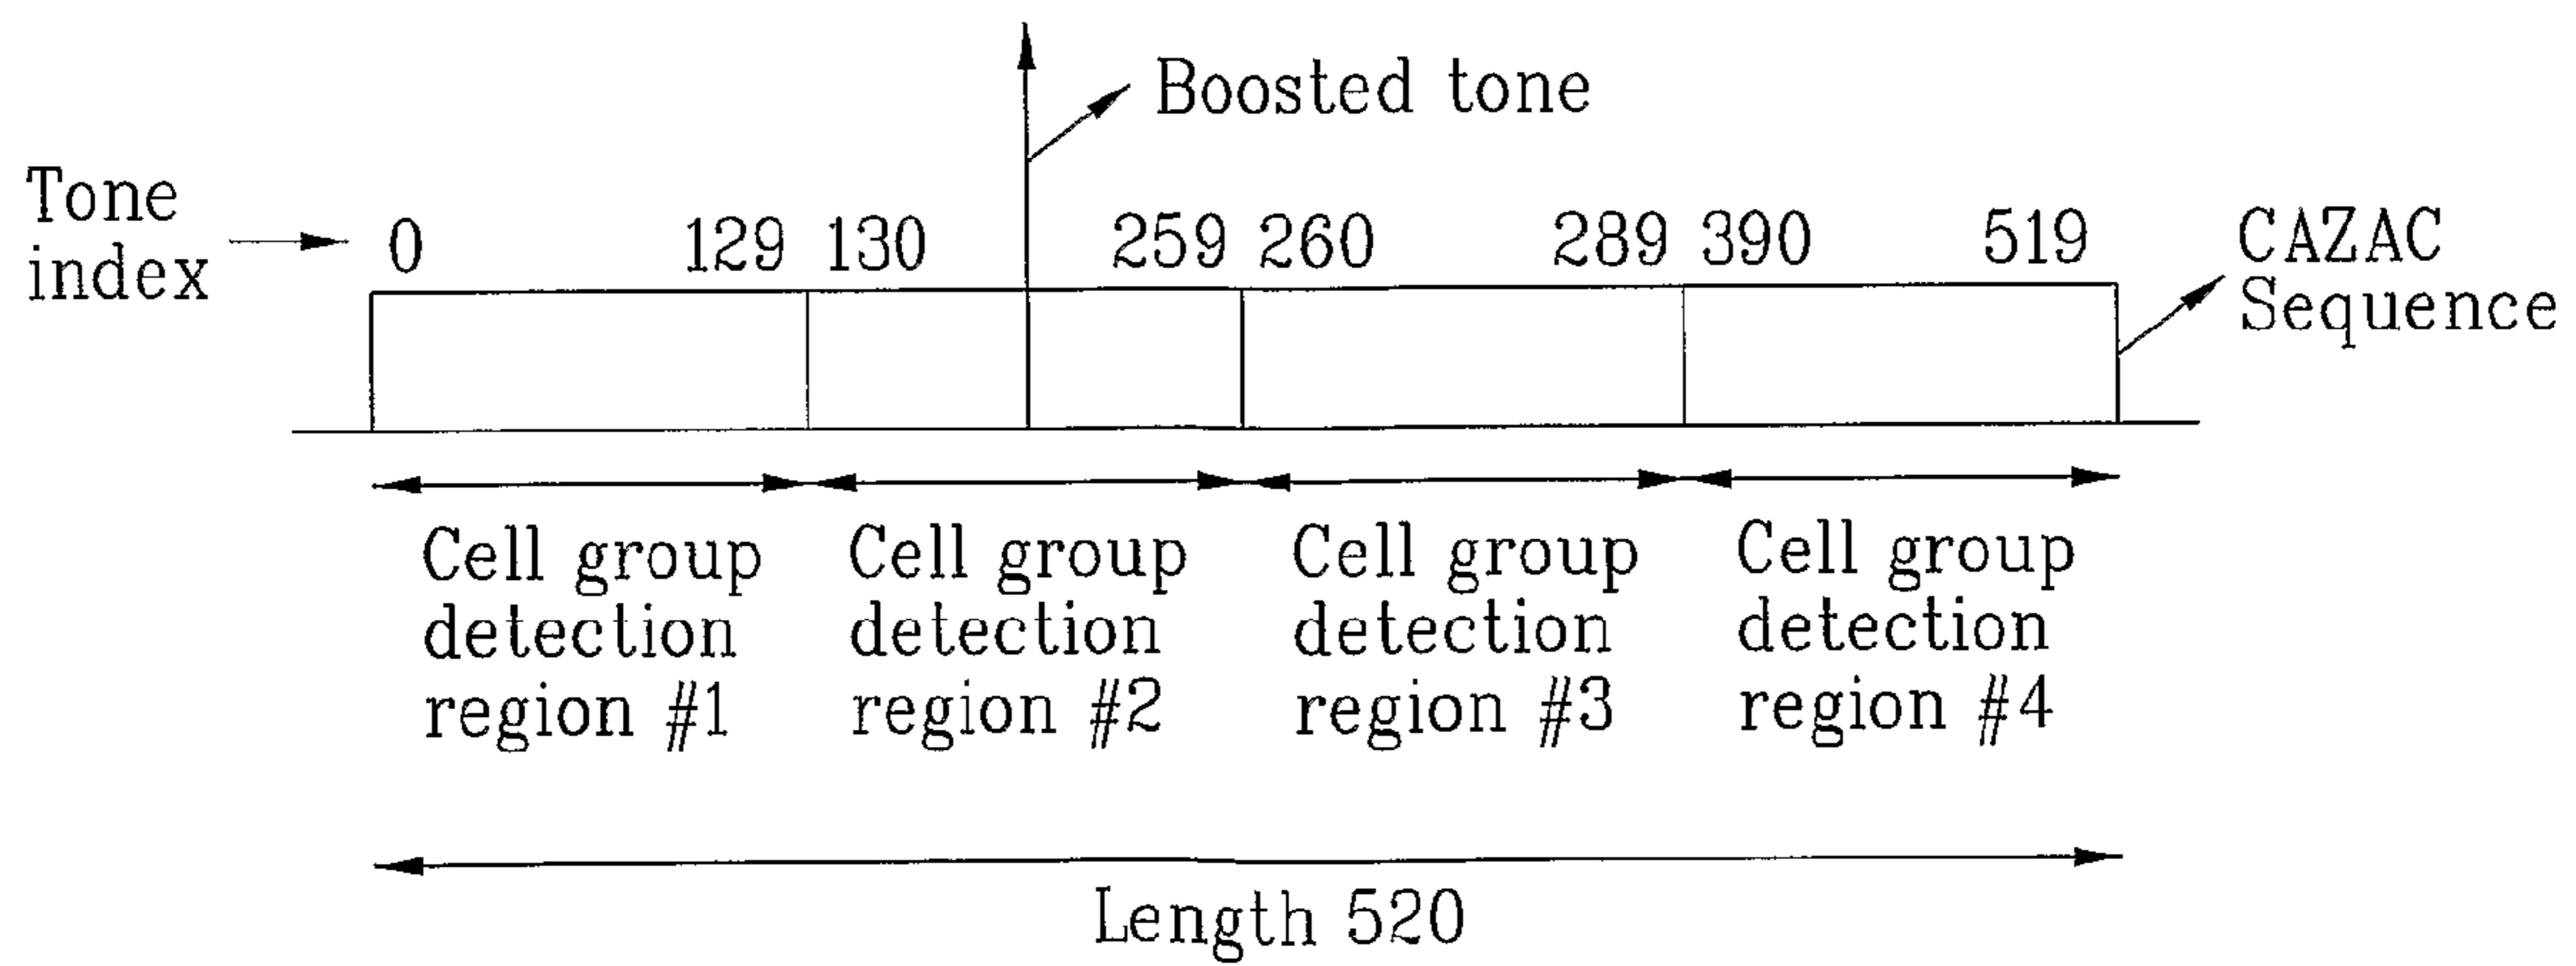 Boosted tone
Tone
index
0
129
130
259
260
289
390
519
CAZAC
Sequence
Cell group
detection
region #1
Cell group
detection
region #2
Cell group
detection
region #3
Cell group
detection
region #4
Length 520